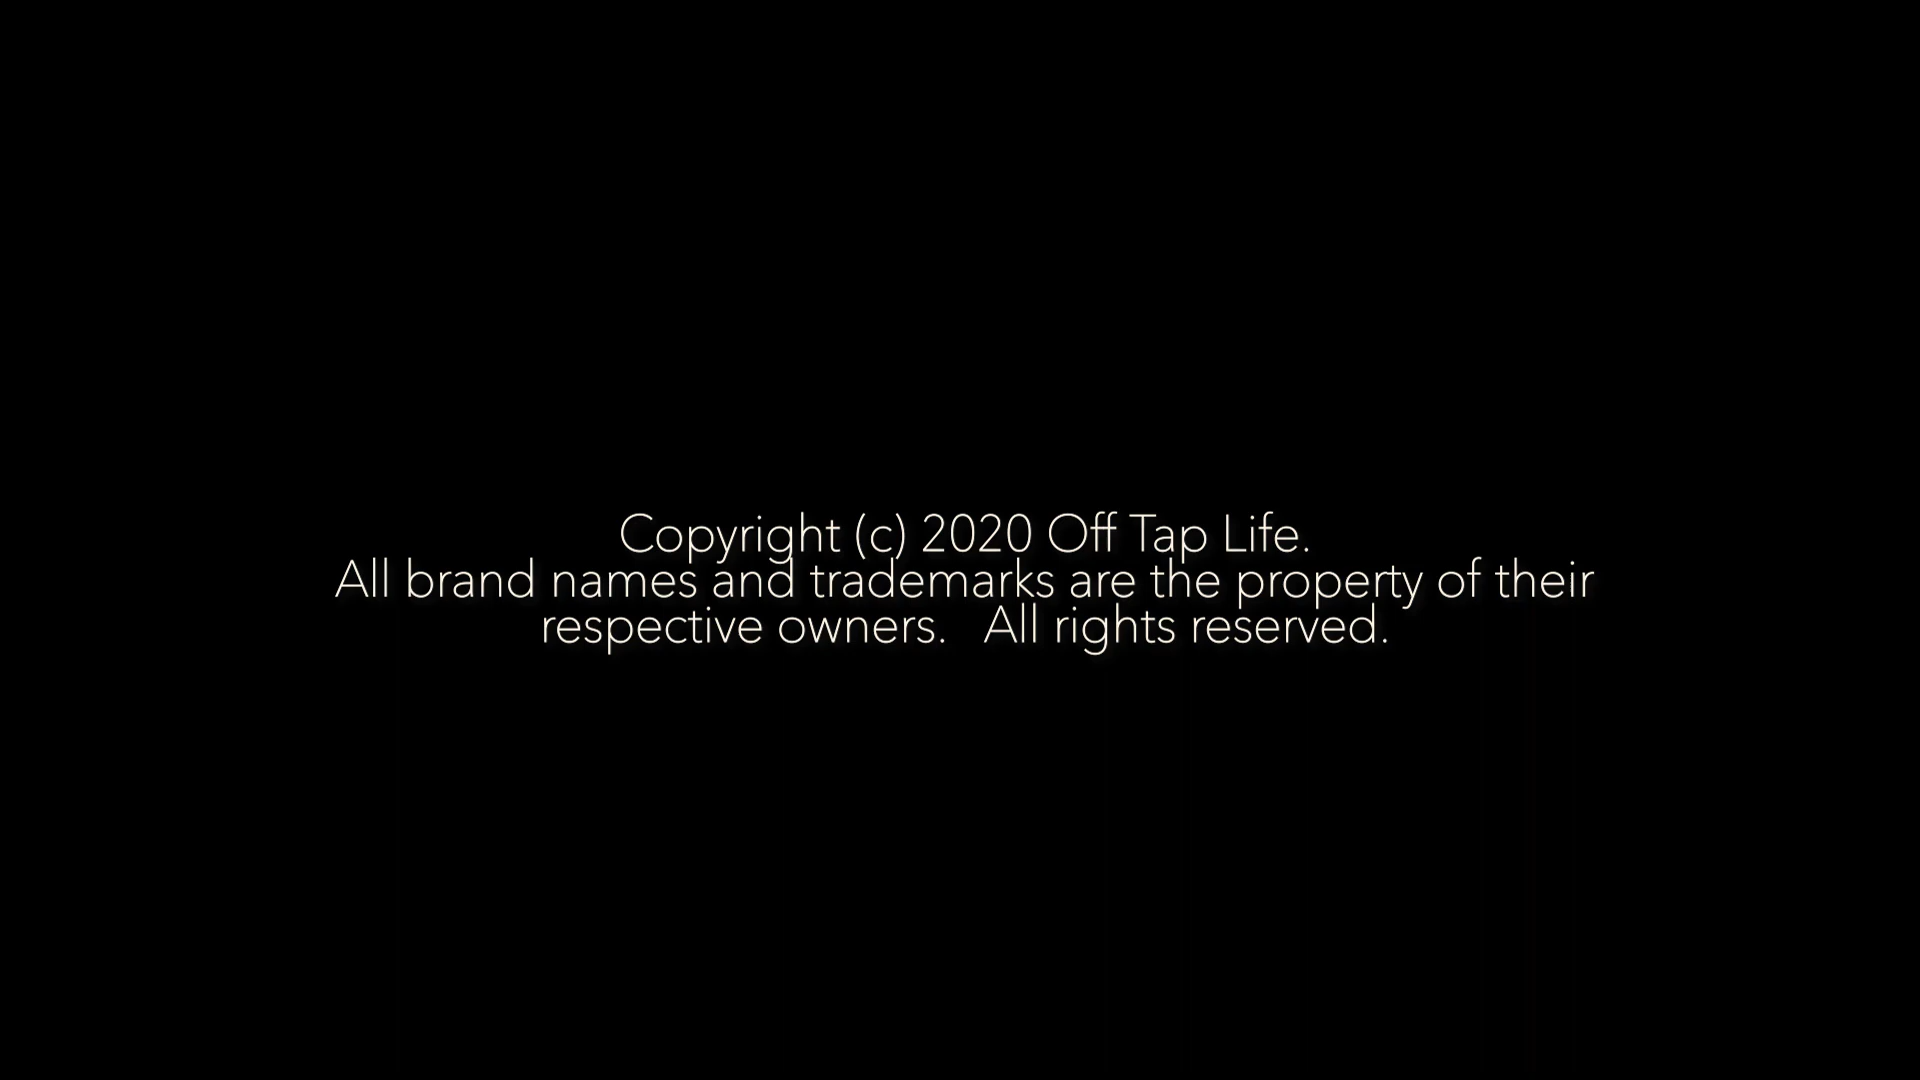 Copyright (c) 2020 Off Tap Life.
All brand names and trademarks are the property of their
respective owners.   All rights reserved.